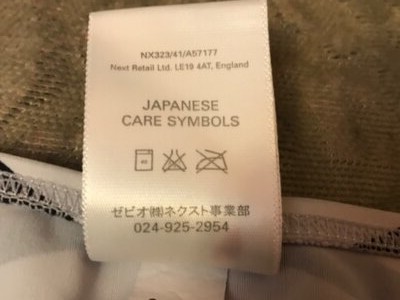 NX323/41/A57177
Next Retail Ltd. LE19 4AT, England
JAPANESE
CARE SYMBOLS
ゼビオ㈱ネクスト事業部
024-925-2954